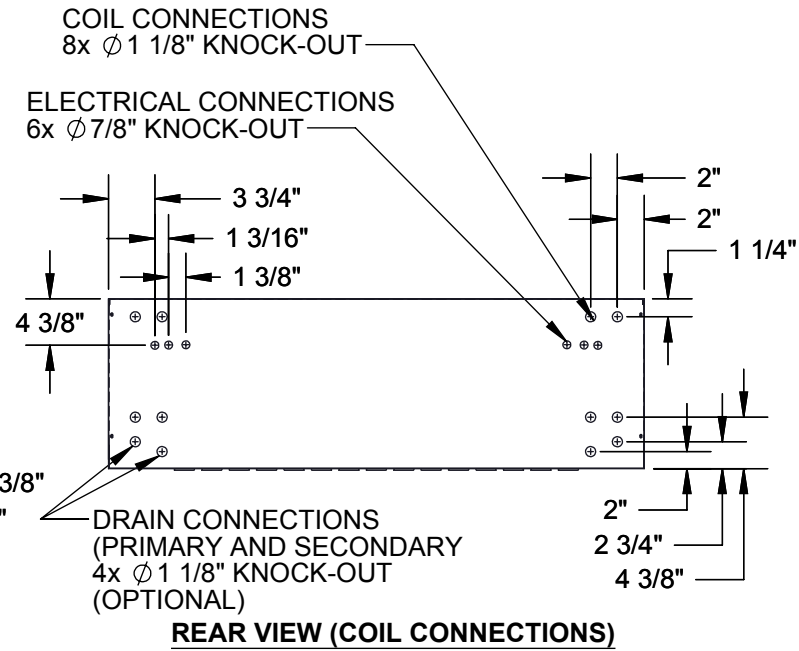 COIL CONNECTIONS
8x ∅1 1/8" KNOCK-OUT
ELECTRICAL CONNECTIONS
6x ∅7/8" KNOCK-OUT
3 3/4"
1 3/16"
1 3/8"
2"
2"
1 1/4"
4 3/8"
3/8"
"
DRAIN CONNECTIONS
(PRIMARY AND SECONDARY
4x ∅1 1/8" KNOCK-OUT
(OPTIONAL)
2"
2 3/4"
4 3/8"
REAR VIEW (COIL CONNECTIONS)